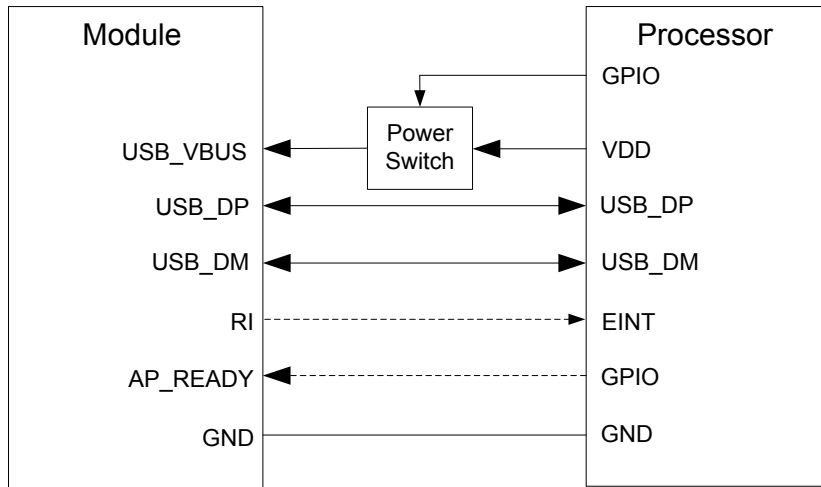 Module
Processor
GPIO
Power
Switch
USB_VBUS
VDD
USB_DP
USB_DP
USB_DM
USB_DM
RI
EINT
AP_READY
GPIO
GND
GND